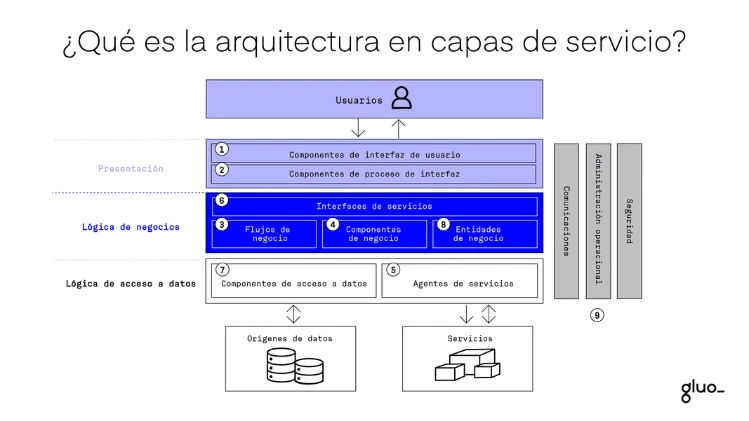 ¿Qué es la arquitectura en capas de servicio?
Usuarios
Presentación
1
Componentes de interfaz de usuario
2
Componentes de proceso de interfaz
Lógica de negocios
6
Interfaces de servicios
3
Flujos de
negocio
4
Componentes
de negocio
8
Entidades
de negocio
Lógica de acceso a datos
7
Componentes de acceso a datos
5
Agentes de servicios
Orígenes de datos
Servicios
Comunicaciones
Administración operacional
Seguridad
9
gluo_